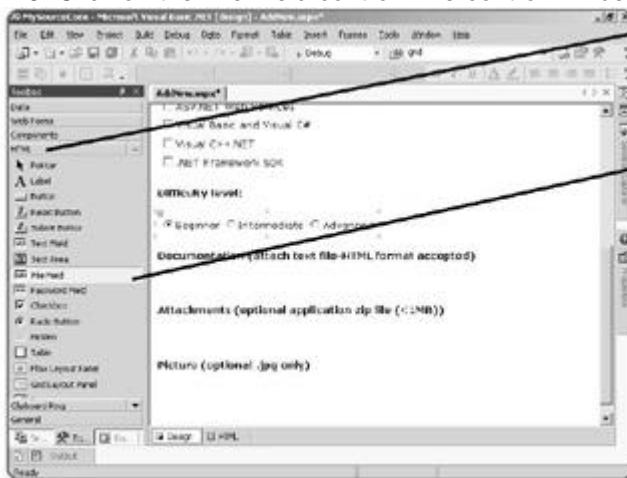 MySourceCode - Microsoft Visual Basic .NET [design] - AddNew.aspx*
File Edit View Project Build Debug Data Format Table Insert Frames Tools Window Help
Debug
grid
Toolbox
AddNew.aspx*
Data
Web Forms
Components
HTML
Pointer
Label
Button
Reset Button
Submit Button
Text Field
Text Area
File Field
Password Field
Checkbox
Radio Button
Hidden
Table
Flow Layout Panel
Grid Layout Panel
Clipboard Ring
General
ASP.NET Web Services
Visual Basic and Visual C#
Visual C++ .NET
.NET Framework SDK
Difficulty level:
Beginner Intermediate Advanced
Documentation (attach text file-HTML format accepted)
Attachments (optional application zip file (<1MB))
Picture (optional .jpg only)
Design HTML
Output
Ready